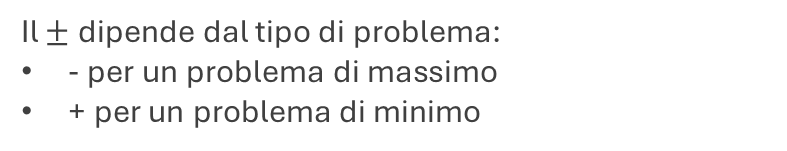 Il ± dipende dal tipo di problema:
• - per un problema di massimo
• + per un problema di minimo